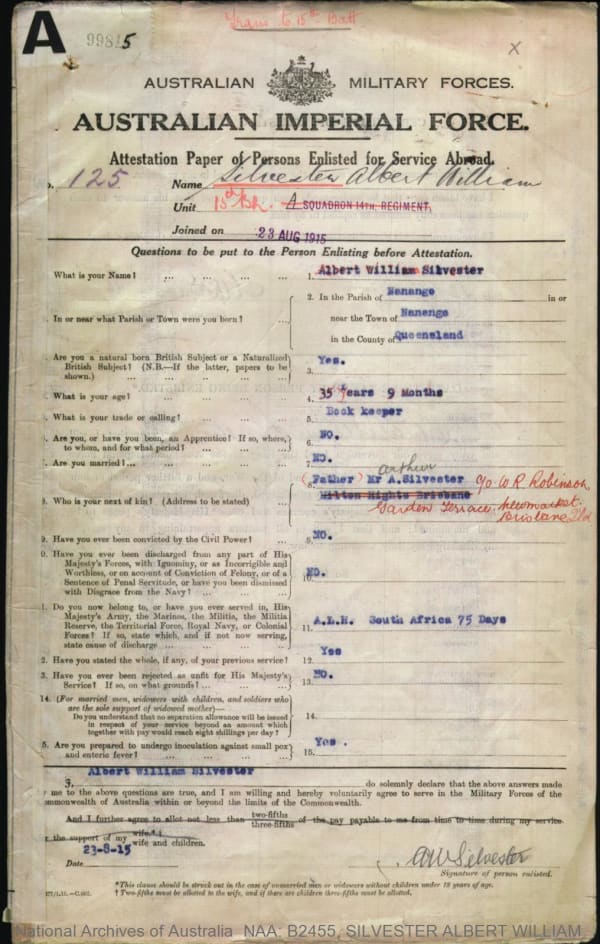 Trans to 15th Batt
A
99815
x
AUSTRALIAN MILITARY FORCES.
AUSTRALIAN IMPERIAL FORCE.
Attestation Paper of Persons Enlisted for Service Abroad.
o. 125 Name Silvester Albert William
Unit 15th Bn. A SQUADRON 14TH. REGIMENT,
Joined on 23 AUG 1915
Questions to be put to the Person Enlisting before Attestation.
What is your Name? ... ... ... ... 1. Albert William Silvester
In or near what Parish or Town were you born? ... 2. In the Parish of Nanango in or
near the Town of Nanango
in the County of Queensland
. Are you a natural born British Subject or a Naturalized
British Subject? (N.B.—If the latter, papers to be
shown.) ... ... ... ... 3. Yes.
. What is your age? ... ... ... ... 4. 35 Years 9 Months
. What is your trade or calling? ... ... ... 5. Book keeper
. Are you, or have you been, an Apprentice? If so, where,
to whom, and for what period? ... ... 6. NO.
. Are you married? ... ... ... ... 7. NO.
8. Who is your next of kin? (Address to be stated) ... 8. (Father) Mr A. Silvester arthur c/o W R Robinson
Milton Hights Brisbane Garden Terrace, Newmarket.
Brisbane Qld
9. Have you ever been convicted by the Civil Power? ... 9. NO.
0. Have you ever been discharged from any part of His
Majesty's Forces, with Ignominy, or as Incorrigible and
Worthless, or on account of Conviction of Felony, or of a
Sentence of Penal Servitude, or have you been dismissed
with Disgrace from the Navy? ... ... 10. NO.
1. Do you now belong to, or have you ever served in, His
Majesty's Army, the Marines, the Militia, the Militia
Reserve, the Territorial Force, Royal Navy, or Colonial
Forces? If so, state which, and if not now serving,
state cause of discharge ... ... ... 11. A.L.H. South Africa 75 Days
2. Have you stated the whole, if any, of your previous service? 12. Yes
3. Have you ever been rejected as unfit for His Majesty's
Service? If so, on what grounds? ... ... 13. NO.
14. (For married men, widowers with children, and soldiers who
are the sole support of widowed mother)—
Do you understand that no separation allowance will be issued
in respect of your service beyond an amount which
together with pay would reach eight shillings per day? ... 14.
5. Are you prepared to undergo inoculation against small pox
and enteric fever? ... ... ... ... 15. Yes.
I, Albert William Silvester do solemnly declare that the above answers made
me to the above questions are true, and I am willing and hereby voluntarily agree to serve in the Military Forces of the
mmonwealth of Australia within or beyond the limits of the Commonwealth.
And I further agree to allot not less than two-fifths three-fifths of the pay payable to me from time to time during my service
r the support of my wife.*† wife and children.
Date 23-8-15
AWSilvester
Signature of person enlisted.
*This clause should be struck out in the case of unmarried men or widowers without children under 18 years of age.
† Two-fifths must be allotted to the wife, and if there are children three-fifths must be allotted.
National Archives of Australia NAA: B2455, SILVESTER ALBERT WILLIAM